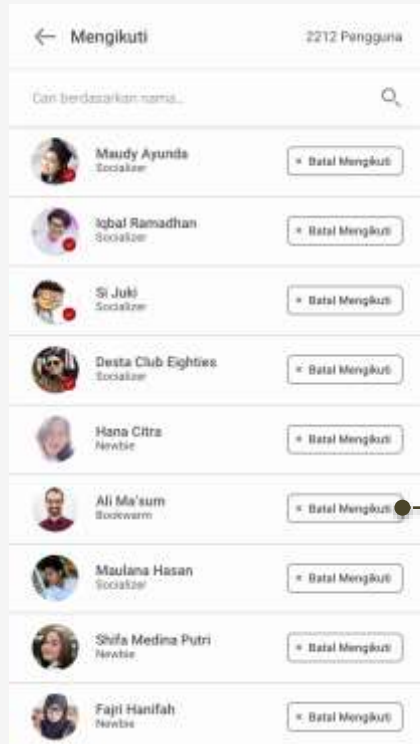 Mengikuti
2212 Pengguna
Cari berdasarkan nama...
Maudy Ayunda
Socializer
× Batal Mengikuti
Iqbal Ramadhan
Socializer
× Batal Mengikuti
Si Juki
Socializer
× Batal Mengikuti
Desta Club Eighties
Socializer
× Batal Mengikuti
Hana Citra
Newbie
× Batal Mengikuti
Ali Ma'sum
Bookwarm
× Batal Mengikuti
Maulana Hasan
Socializer
× Batal Mengikuti
Shifa Medina Putri
Newbie
× Batal Mengikuti
Fajri Hanifah
Newbie
× Batal Mengikuti